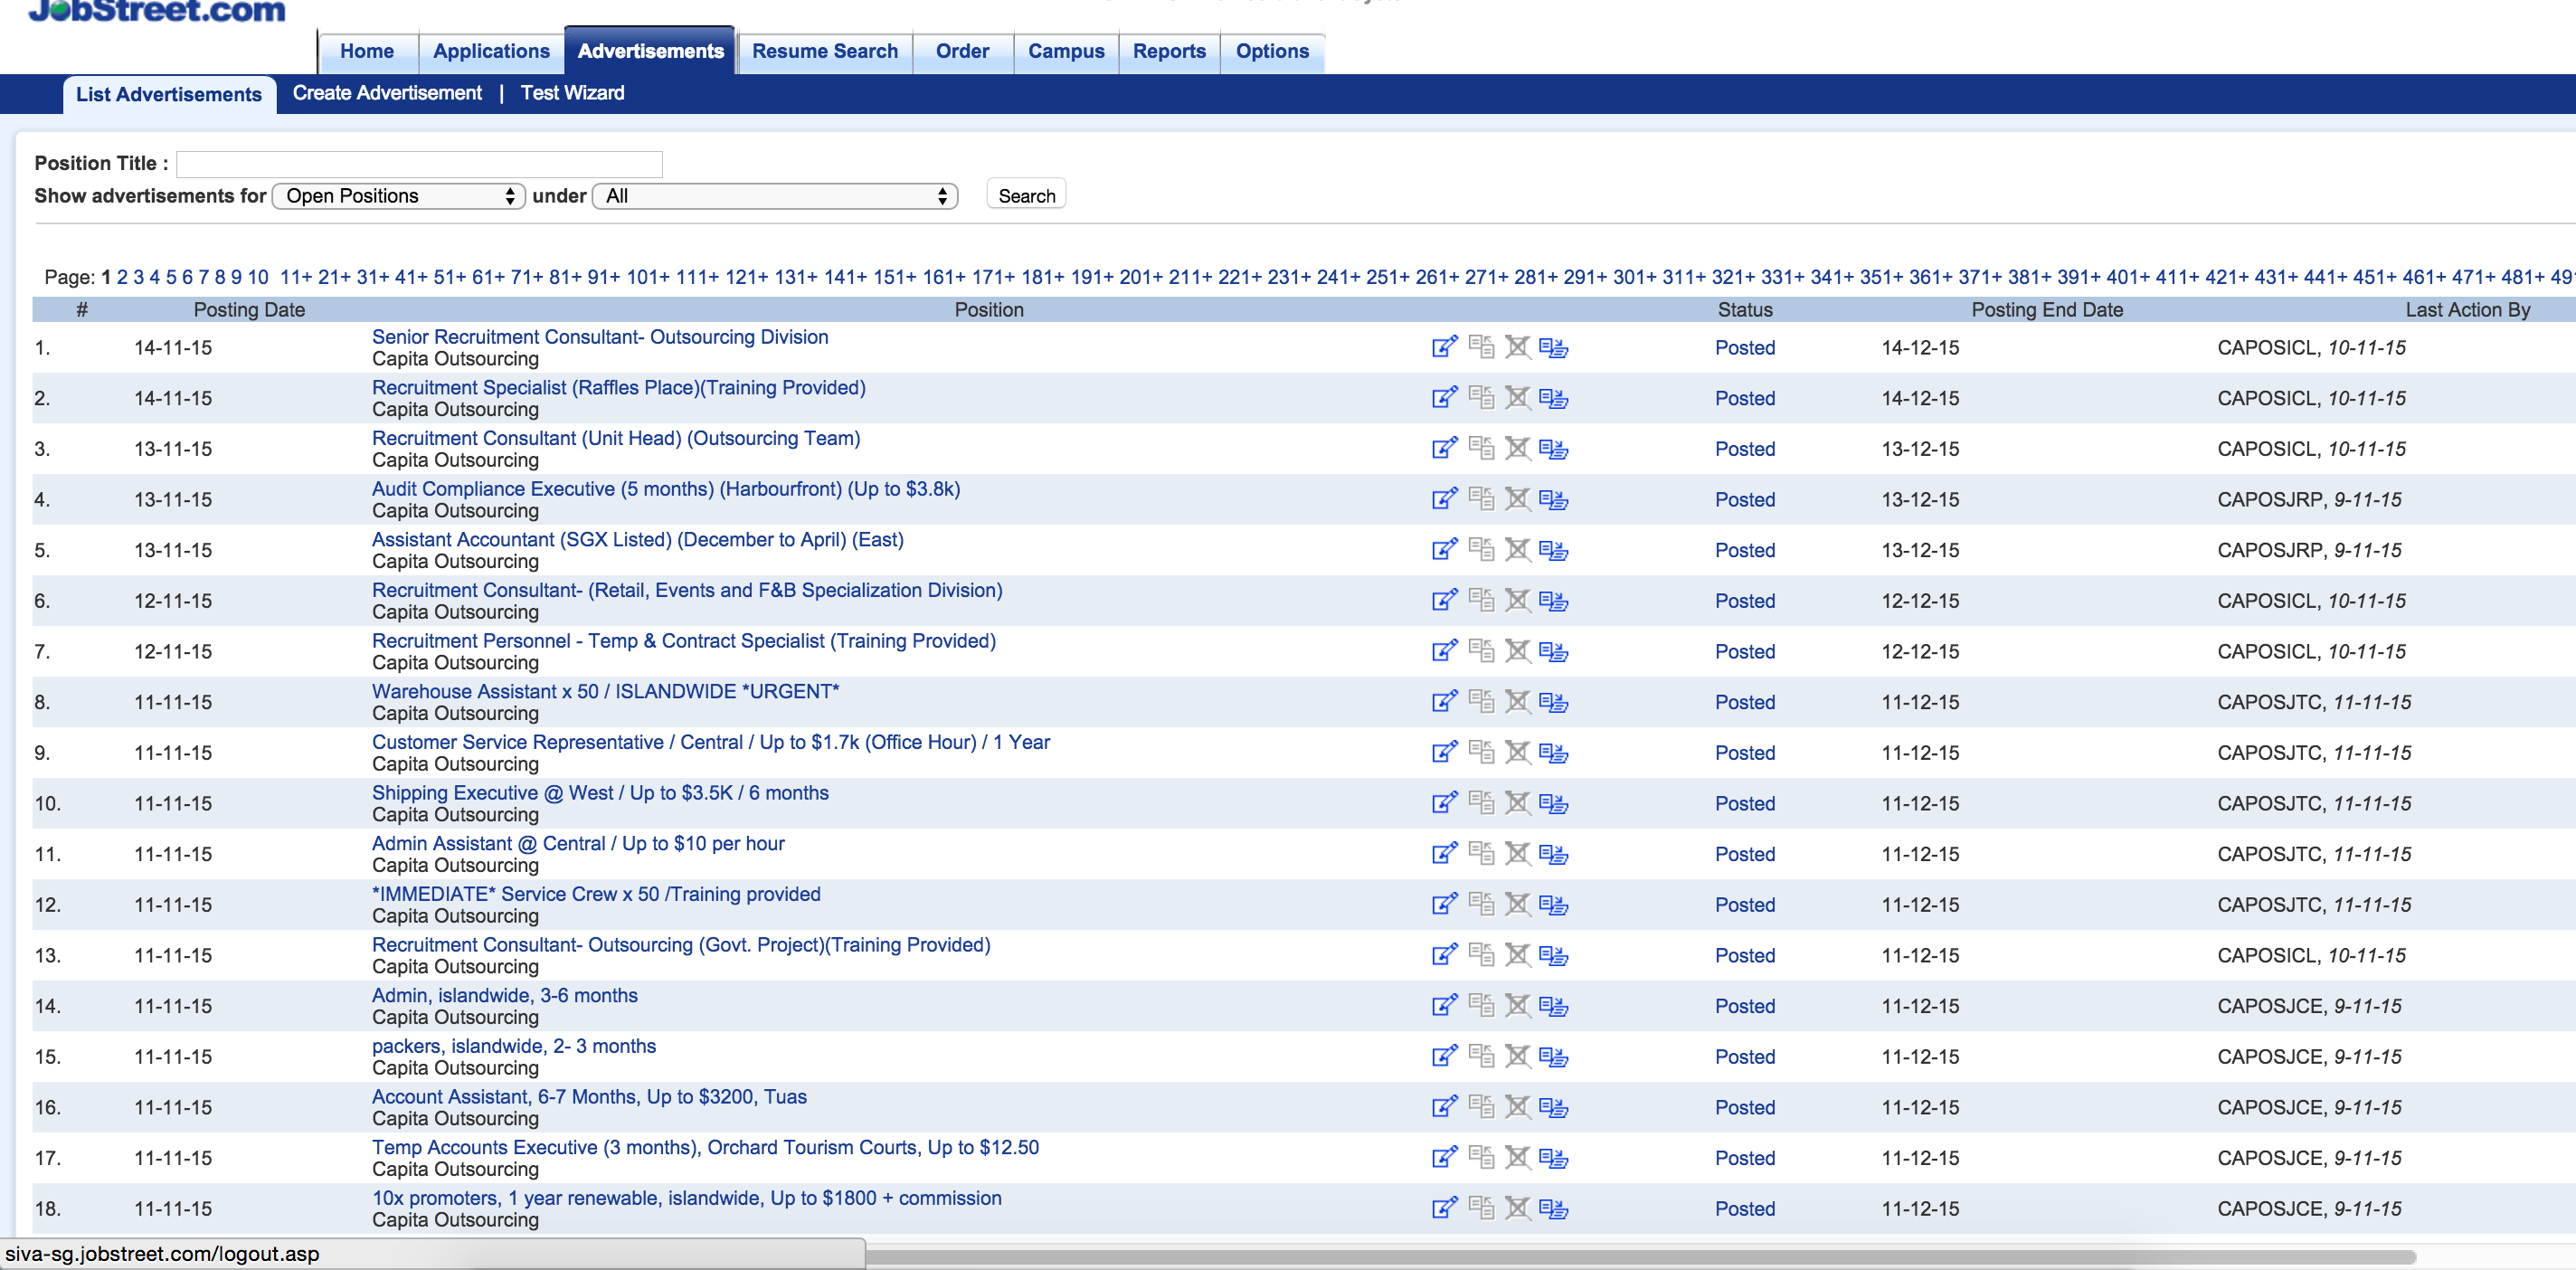 JobStreet.com
Home Applications Advertisements Resume Search Order Campus Reports Options
List Advertisements Create Advertisement | Test Wizard
Position Title :
Show advertisements for Open Positions under All Search
Page: 1 2 3 4 5 6 7 8 9 10 11+ 21+ 31+ 41+ 51+ 61+ 71+ 81+ 91+ 101+ 111+ 121+ 131+ 141+ 151+ 161+ 171+ 181+ 191+ 201+ 211+ 221+ 231+ 241+ 251+ 261+ 271+ 281+ 291+ 301+ 311+ 321+ 331+ 341+ 351+ 361+ 371+ 381+ 391+ 401+ 411+ 421+ 431+ 441+ 451+ 461+ 471+ 481+ 49
# Posting Date Position Status Posting End Date Last Action By
1. 14-11-15 Senior Recruitment Consultant- Outsourcing Division Posted 14-12-15 CAPOSICL, 10-11-15
Capita Outsourcing
2. 14-11-15 Recruitment Specialist (Raffles Place)(Training Provided) Posted 14-12-15 CAPOSICL, 10-11-15
Capita Outsourcing
3. 13-11-15 Recruitment Consultant (Unit Head) (Outsourcing Team) Posted 13-12-15 CAPOSICL, 10-11-15
Capita Outsourcing
4. 13-11-15 Audit Compliance Executive (5 months) (Harbourfront) (Up to $3.8k) Posted 13-12-15 CAPOSJRP, 9-11-15
Capita Outsourcing
5. 13-11-15 Assistant Accountant (SGX Listed) (December to April) (East) Posted 13-12-15 CAPOSJRP, 9-11-15
Capita Outsourcing
6. 12-11-15 Recruitment Consultant- (Retail, Events and F&B Specialization Division) Posted 12-12-15 CAPOSICL, 10-11-15
Capita Outsourcing
7. 12-11-15 Recruitment Personnel - Temp & Contract Specialist (Training Provided) Posted 12-12-15 CAPOSICL, 10-11-15
Capita Outsourcing
8. 11-11-15 Warehouse Assistant x 50 / ISLANDWIDE *URGENT* Posted 11-12-15 CAPOSJTC, 11-11-15
Capita Outsourcing
9. 11-11-15 Customer Service Representative / Central / Up to $1.7k (Office Hour) / 1 Year Posted 11-12-15 CAPOSJTC, 11-11-15
Capita Outsourcing
10. 11-11-15 Shipping Executive @ West / Up to $3.5K / 6 months Posted 11-12-15 CAPOSJTC, 11-11-15
Capita Outsourcing
11. 11-11-15 Admin Assistant @ Central / Up to $10 per hour Posted 11-12-15 CAPOSJTC, 11-11-15
Capita Outsourcing
12. 11-11-15 *IMMEDIATE* Service Crew x 50 /Training provided Posted 11-12-15 CAPOSJTC, 11-11-15
Capita Outsourcing
13. 11-11-15 Recruitment Consultant- Outsourcing (Govt. Project)(Training Provided) Posted 11-12-15 CAPOSICL, 10-11-15
Capita Outsourcing
14. 11-11-15 Admin, islandwide, 3-6 months Posted 11-12-15 CAPOSJCE, 9-11-15
Capita Outsourcing
15. 11-11-15 packers, islandwide, 2- 3 months Posted 11-12-15 CAPOSJCE, 9-11-15
Capita Outsourcing
16. 11-11-15 Account Assistant, 6-7 Months, Up to $3200, Tuas Posted 11-12-15 CAPOSJCE, 9-11-15
Capita Outsourcing
17. 11-11-15 Temp Accounts Executive (3 months), Orchard Tourism Courts, Up to $12.50 Posted 11-12-15 CAPOSJCE, 9-11-15
Capita Outsourcing
18. 11-11-15 10x promoters, 1 year renewable, islandwide, Up to $1800 + commission Posted 11-12-15 CAPOSJCE, 9-11-15
Capita Outsourcing
siva-sg.jobstreet.com/logout.asp